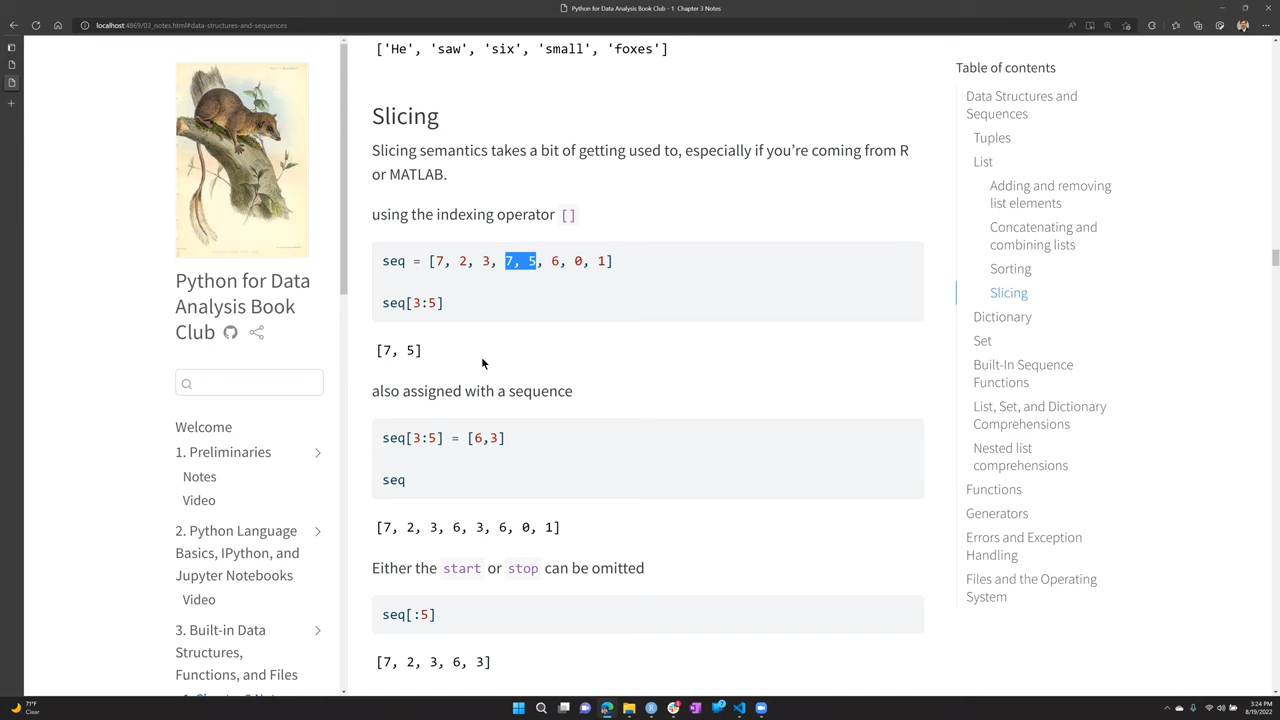 Python for Data Analysis Book Club - 1 Chapter 3 Notes
localhost:4869/03_notes.html#data-structures-and-sequences
Python for Data
Analysis Book
Club
Welcome
1. Preliminaries
Notes
Video
2. Python Language
Basics, IPython, and
Jupyter Notebooks
Video
3. Built-in Data
Structures,
Functions, and Files
['He', 'saw', 'six', 'small', 'foxes']
Slicing
Slicing semantics takes a bit of getting used to, especially if you’re coming from R
or MATLAB.
using the indexing operator []
seq = [7, 2, 3, 7, 5, 6, 0, 1]
seq[3:5]
[7, 5]
also assigned with a sequence
seq[3:5] = [6,3]
seq
[7, 2, 3, 6, 3, 6, 0, 1]
Either the start or stop can be omitted
seq[:5]
[7, 2, 3, 6, 3]
Table of contents
Data Structures and
Sequences
Tuples
List
Adding and removing
list elements
Concatenating and
combining lists
Sorting
Slicing
Dictionary
Set
Built-In Sequence
Functions
List, Set, and Dictionary
Comprehensions
Nested list
comprehensions
Functions
Generators
Errors and Exception
Handling
Files and the Operating
System
71°F
Clear
3:24 PM
8/19/2022